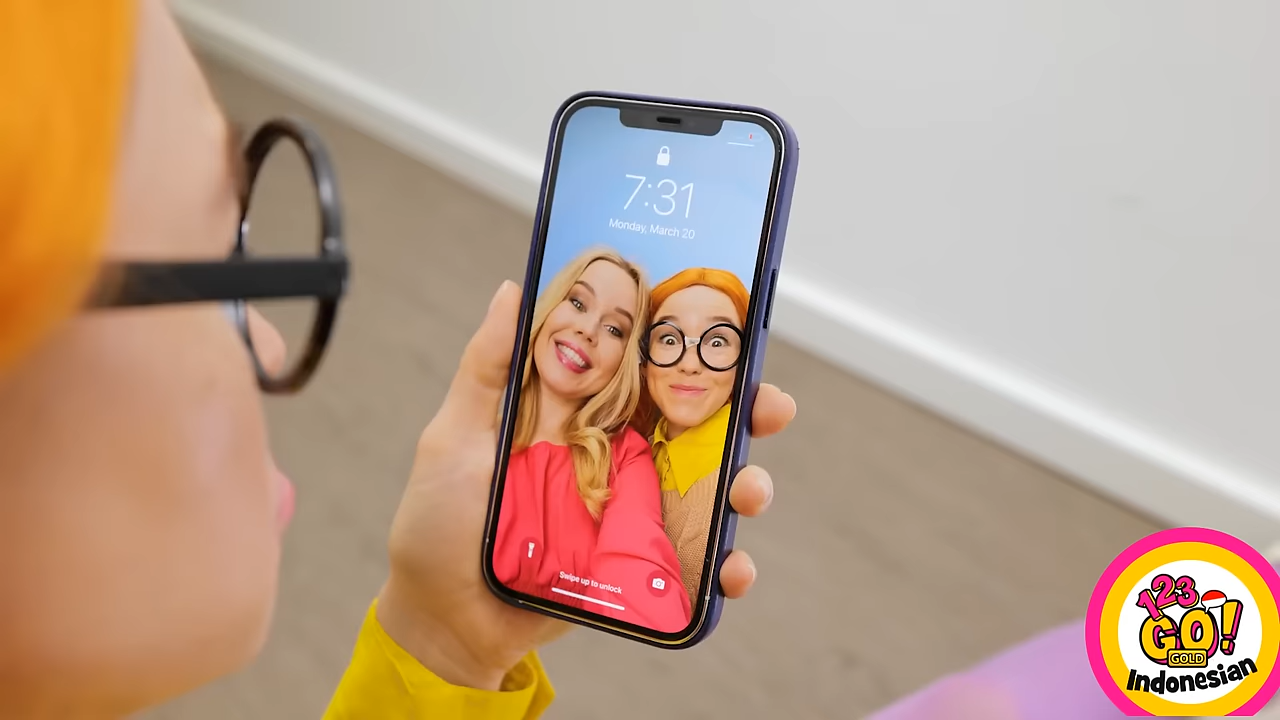 7:31
Monday, March 20
Swipe up to unlock
123
GO!
GOLD
Indonesian